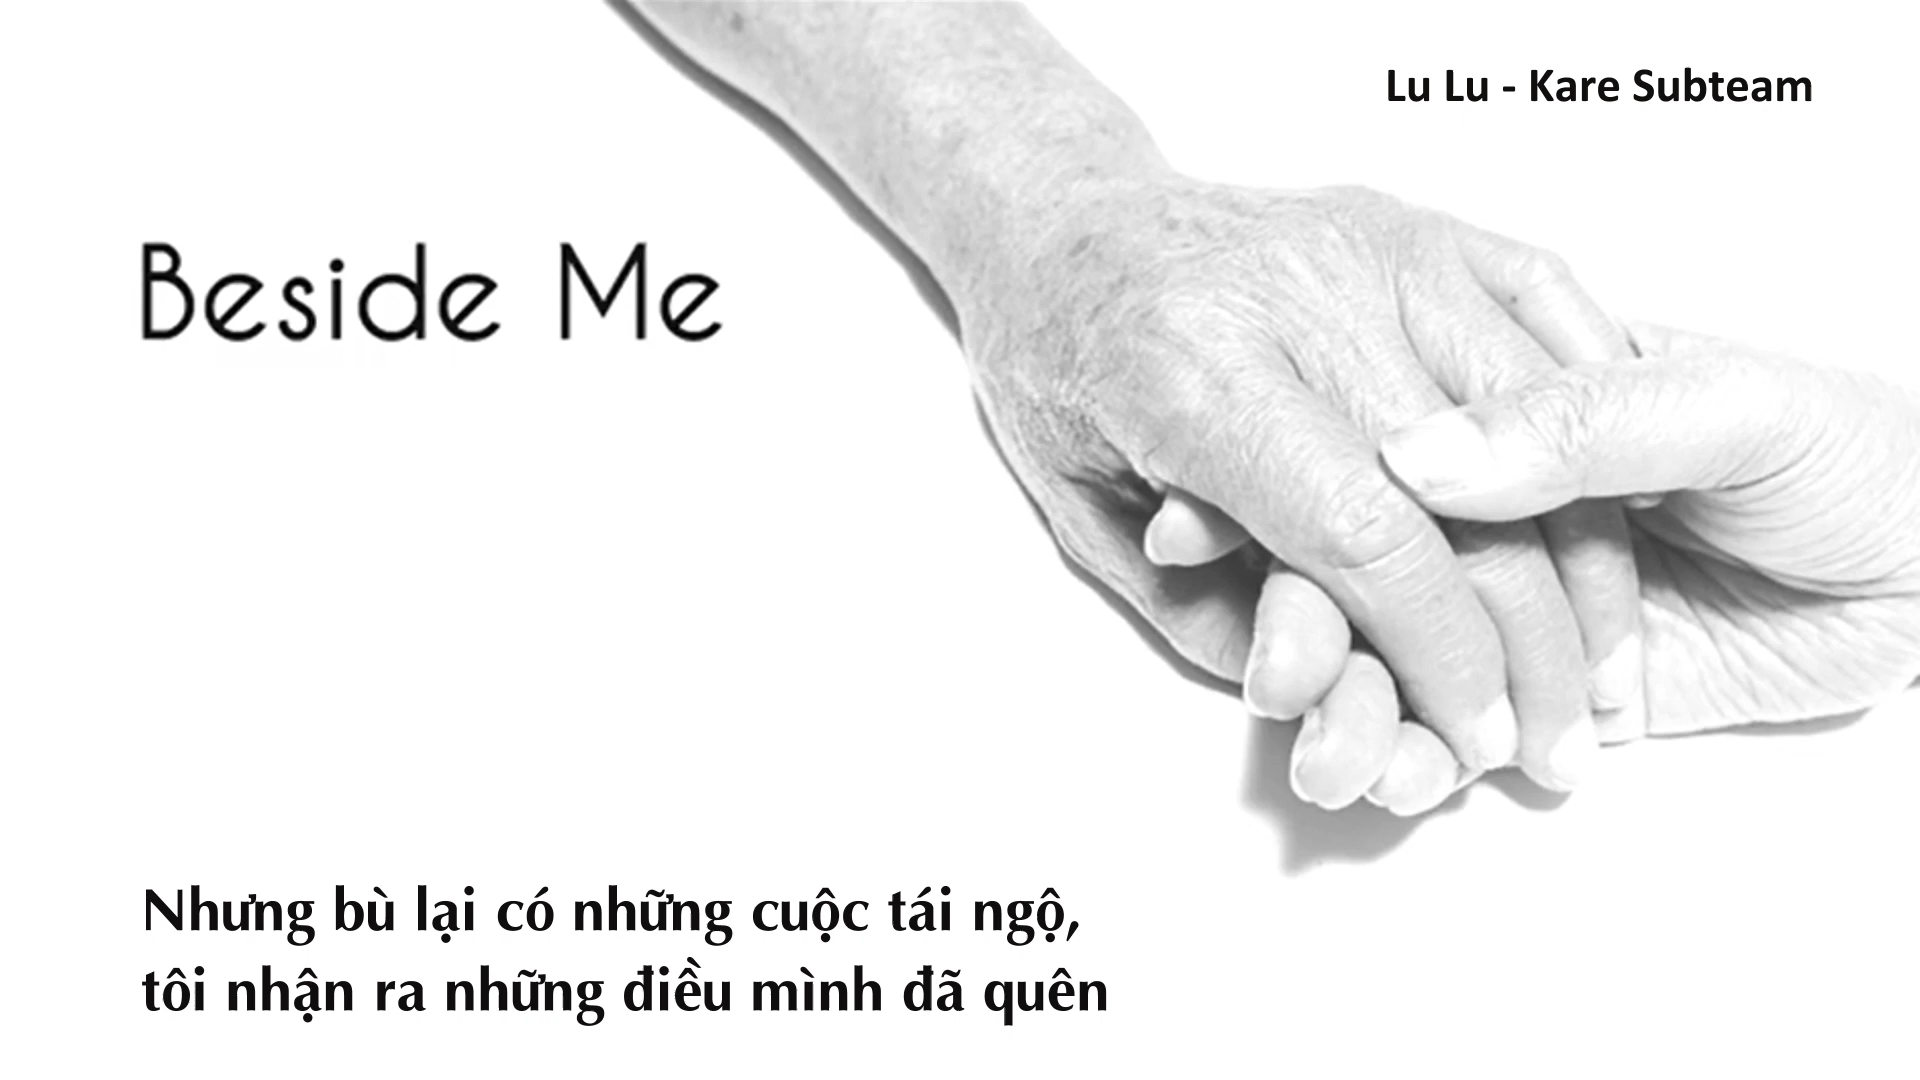 Lu Lu - Kare Subteam
Beside Me
Nhưng bù lại có những cuộc tái ngộ,
tôi nhận ra những điều mình đã quên